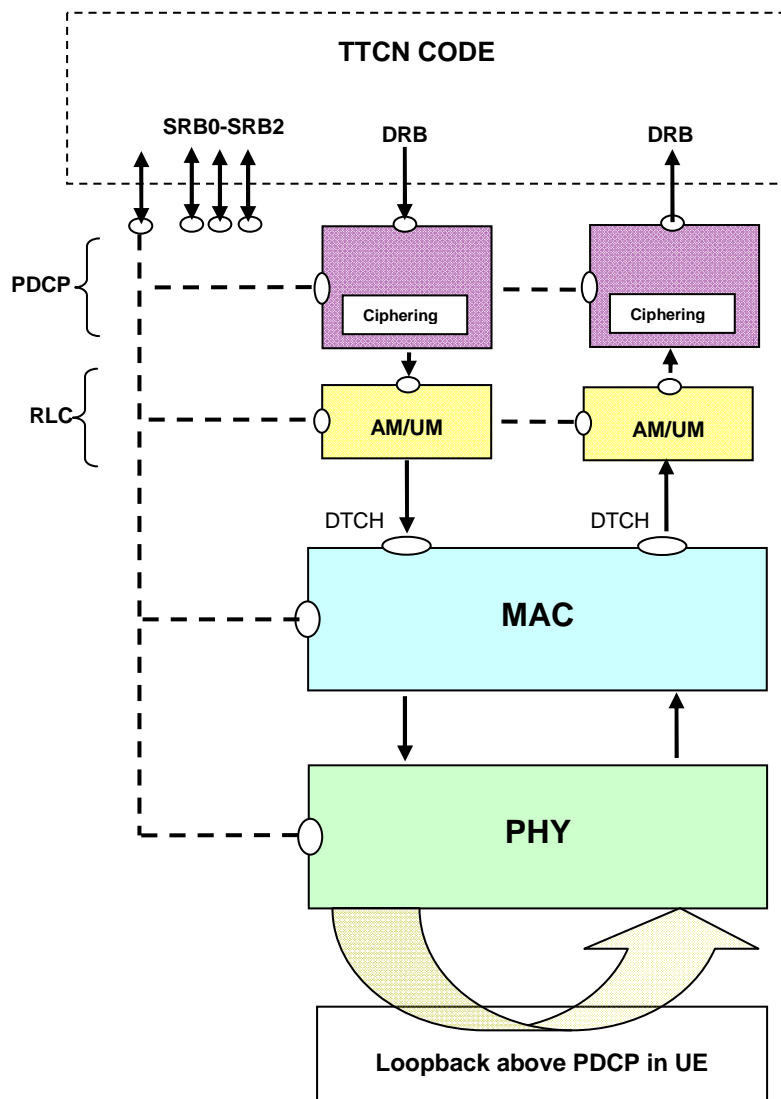 TTCN CODE
SRB0-SRB2
DRB
DRB
PDCP
Ciphering
Ciphering
RLC
AM/UM
AM/UM
DTCH
DTCH
MAC
PHY
Loopback above PDCP in UE